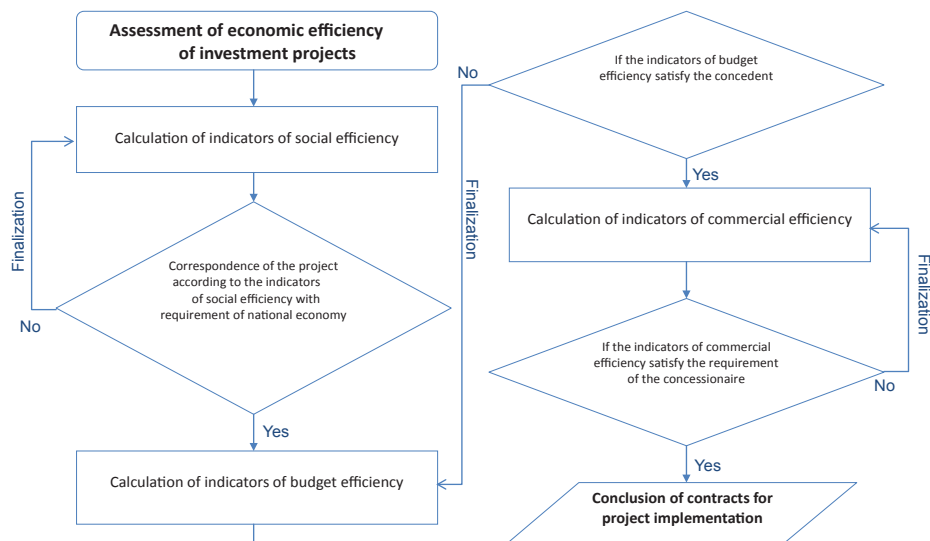 Assessment of economic efficiency
of investment projects
Calculation of indicators of social efficiency
Finalization
Correspondence of the project
according to the indicators
of social efficiency with
requirement of national economy
No
Yes
Calculation of indicators of budget efficiency
If the indicators of budget
efficiency satisfy the concedent
No
Finalization
Yes
Calculation of indicators of commercial efficiency
Finalization
If the indicators of commercial
efficiency satisfy the requirement
of the concessionaire
No
Yes
Conclusion of contracts for
project implementation